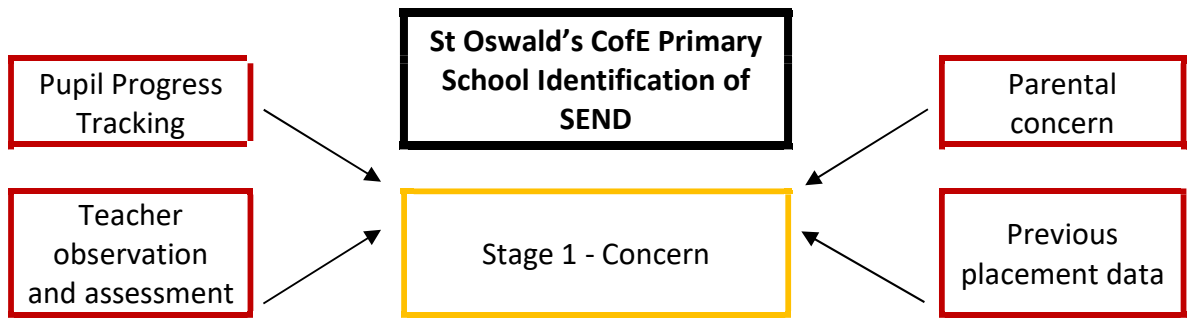 St Oswald’s CofE Primary
School Identification of
SEND
Pupil Progress
Tracking
Parental
concern
Teacher
observation
and assessment
Stage 1 - Concern
Previous
placement data